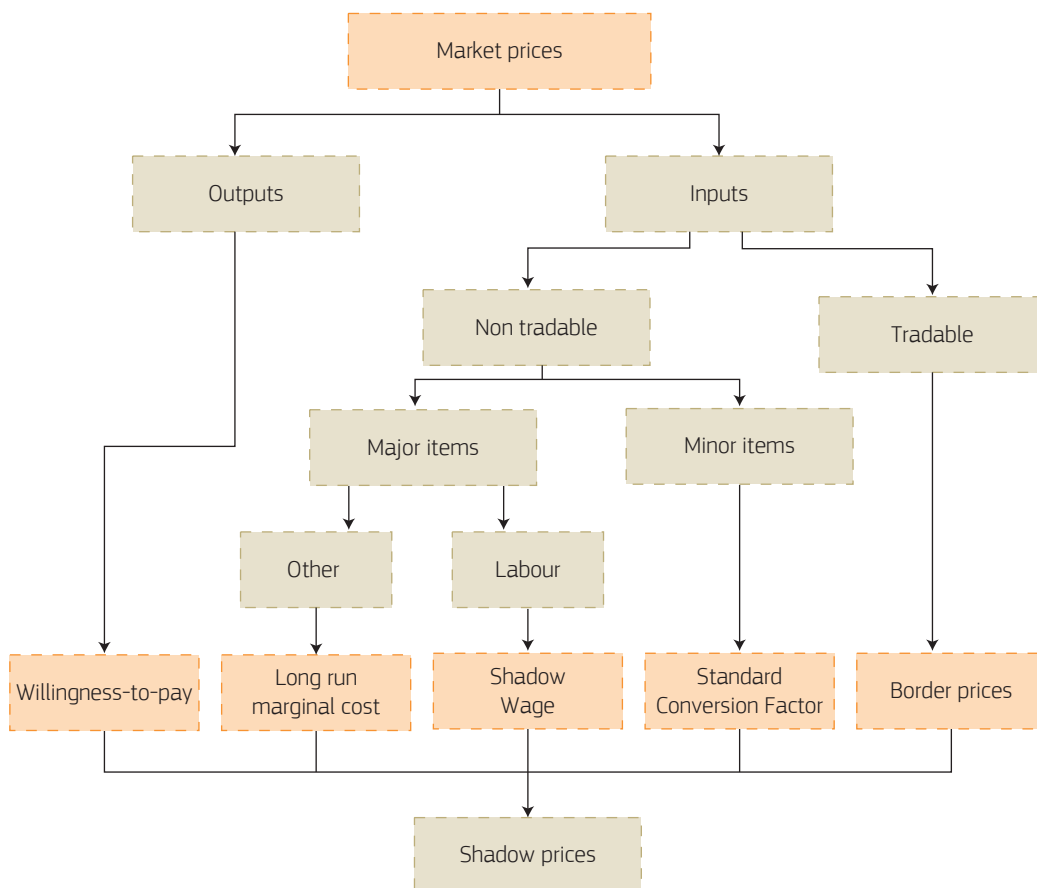 Market prices
Outputs
Inputs
Non tradable
Tradable
Major items
Minor items
Other
Labour
Willingness-to-pay
Long run
marginal cost
Shadow
Wage
Standard
Conversion Factor
Border prices
Shadow prices